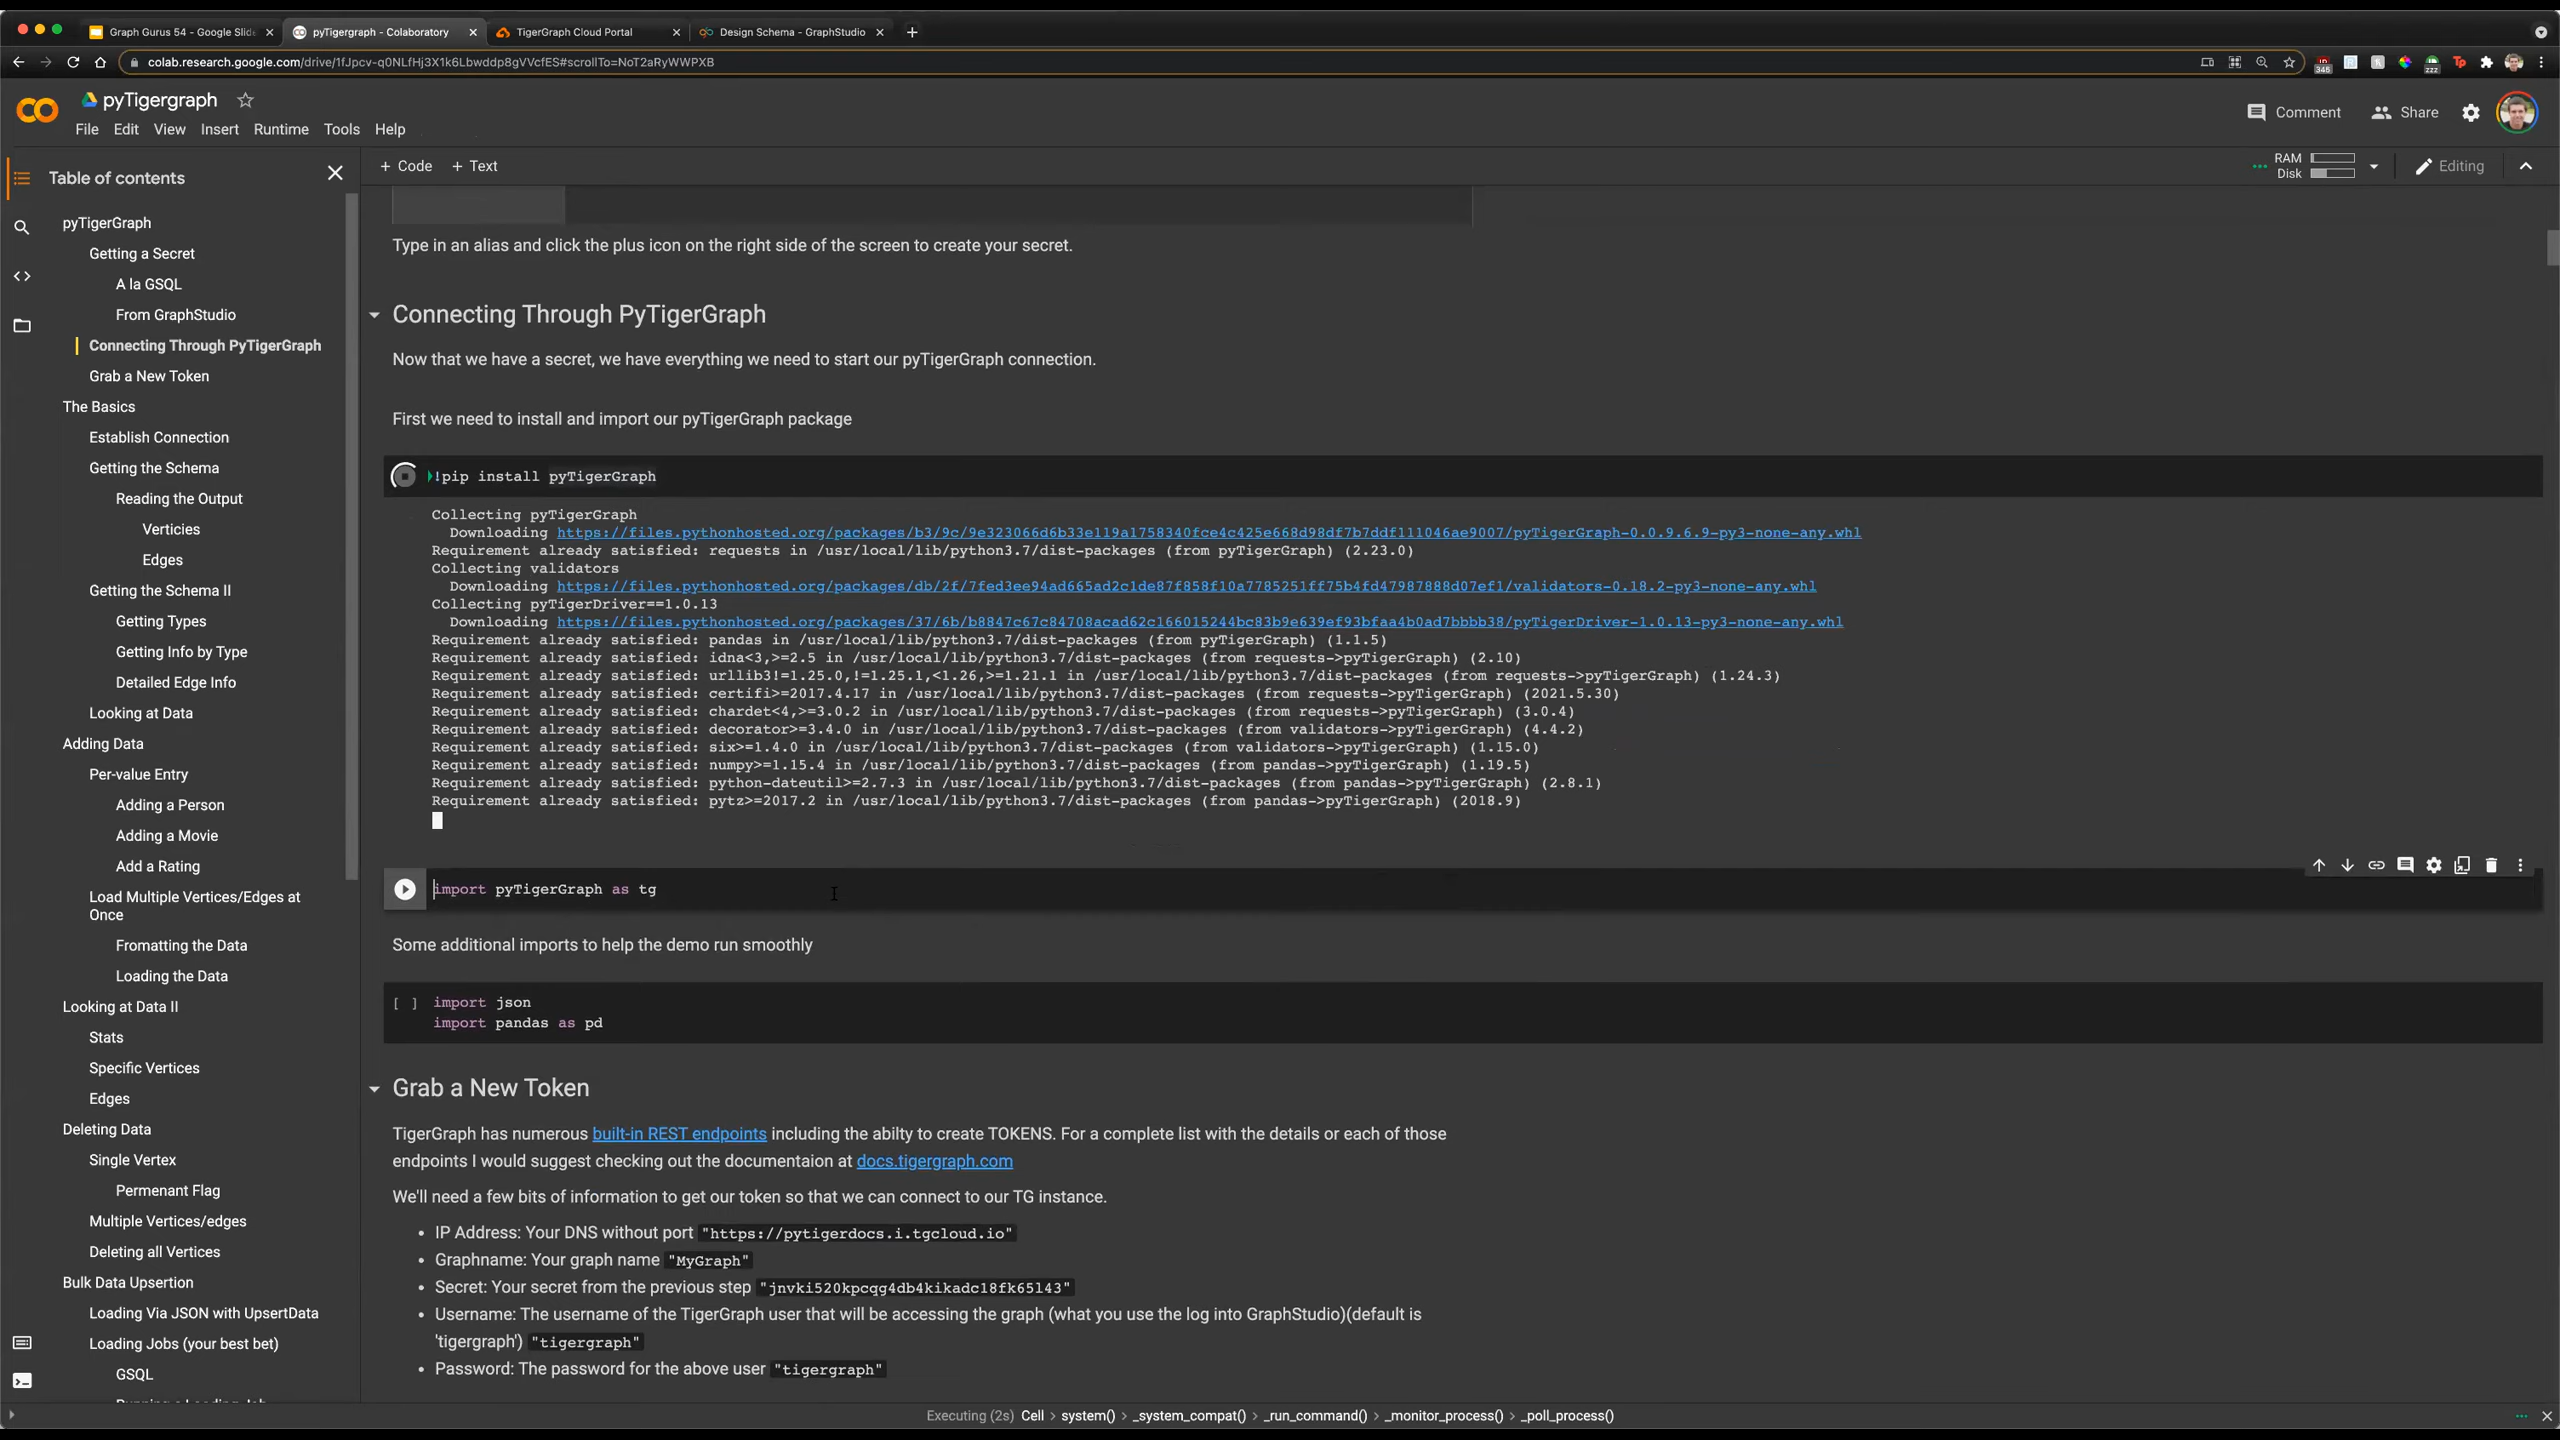 Graph Gurus 54 - Google Slide
pyTigergraph - Colaboratory
TigerGraph Cloud Portal
Design Schema - GraphStudio
colab.research.google.com/drive/1fJpcv-q0NLfHj3X1k6Lbwddp8gVVcfES#scrollTo=NoT2aRyWWPXB
pyTigergraph
File Edit View Insert Runtime Tools Help
Comment
Share
Table of contents
+ Code + Text
RAM
Disk
Editing
pyTigerGraph
Getting a Secret
A la GSQL
From GraphStudio
Connecting Through PyTigerGraph
Grab a New Token
The Basics
Establish Connection
Getting the Schema
Reading the Output
Verticies
Edges
Getting the Schema II
Getting Types
Getting Info by Type
Detailed Edge Info
Looking at Data
Adding Data
Per-value Entry
Adding a Person
Adding a Movie
Add a Rating
Load Multiple Vertices/Edges at
Once
Fromatting the Data
Loading the Data
Looking at Data II
Stats
Specific Vertices
Edges
Deleting Data
Single Vertex
Permenant Flag
Multiple Vertices/edges
Deleting all Vertices
Bulk Data Upsertion
Loading Via JSON with UpsertData
Loading Jobs (your best bet)
GSQL
Type in an alias and click the plus icon on the right side of the screen to create your secret.
Connecting Through PyTigerGraph
Now that we have a secret, we have everything we need to start our pyTigerGraph connection.
First we need to install and import our pyTigerGraph package
!pip install pyTigerGraph
Collecting pyTigerGraph
Downloading https://files.pythonhosted.org/packages/b3/9c/9e323066d6b33e119a1758340fce4c425e668d98df7b7ddf111046ae9007/pyTigerGraph-0.0.9.6.9-py3-none-any.whl
Requirement already satisfied: requests in /usr/local/lib/python3.7/dist-packages (from pyTigerGraph) (2.23.0)
Collecting validators
Downloading https://files.pythonhosted.org/packages/db/2f/7fed3ee94ad665ad2c1de87f858f10a7785251ff75b4fd47987888d07ef1/validators-0.18.2-py3-none-any.whl
Collecting pyTigerDriver==1.0.13
Downloading https://files.pythonhosted.org/packages/37/6b/b8847c67c84708acad62c166015244bc83b9e639ef93bfaa4b0ad7bbbb38/pyTigerDriver-1.0.13-py3-none-any.whl
Requirement already satisfied: pandas in /usr/local/lib/python3.7/dist-packages (from pyTigerGraph) (1.1.5)
Requirement already satisfied: idna<3,>=2.5 in /usr/local/lib/python3.7/dist-packages (from requests->pyTigerGraph) (2.10)
Requirement already satisfied: urllib3!=1.25.0,!=1.25.1,<1.26,>=1.21.1 in /usr/local/lib/python3.7/dist-packages (from requests->pyTigerGraph) (1.24.3)
Requirement already satisfied: certifi>=2017.4.17 in /usr/local/lib/python3.7/dist-packages (from requests->pyTigerGraph) (2021.5.30)
Requirement already satisfied: chardet<4,>=3.0.2 in /usr/local/lib/python3.7/dist-packages (from requests->pyTigerGraph) (3.0.4)
Requirement already satisfied: decorator>=3.4.0 in /usr/local/lib/python3.7/dist-packages (from validators->pyTigerGraph) (4.4.2)
Requirement already satisfied: six>=1.4.0 in /usr/local/lib/python3.7/dist-packages (from validators->pyTigerGraph) (1.15.0)
Requirement already satisfied: numpy>=1.15.4 in /usr/local/lib/python3.7/dist-packages (from pandas->pyTigerGraph) (1.19.5)
Requirement already satisfied: python-dateutil>=2.7.3 in /usr/local/lib/python3.7/dist-packages (from pandas->pyTigerGraph) (2.8.1)
Requirement already satisfied: pytz>=2017.2 in /usr/local/lib/python3.7/dist-packages (from pandas->pyTigerGraph) (2018.9)
import pyTigerGraph as tg
Some additional imports to help the demo run smoothly
[ ] import json
import pandas as pd
Grab a New Token
TigerGraph has numerous built-in REST endpoints including the abilty to create TOKENS. For a complete list with the details or each of those
endpoints I would suggest checking out the documentaion at docs.tigergraph.com
We'll need a few bits of information to get our token so that we can connect to our TG instance.
• IP Address: Your DNS without port "https://pytigerdocs.i.tgcloud.io"
• Graphname: Your graph name "MyGraph"
• Secret: Your secret from the previous step "jnvki520kpcqg4db4kikadc18fk65l43"
• Username: The username of the TigerGraph user that will be accessing the graph (what you use the log into GraphStudio)(default is
'tigergraph') "tigergraph"
• Password: The password for the above user "tigergraph"
Executing (2s) Cell > system() > _system_compat() > _run_command() > _monitor_process() > _poll_process()